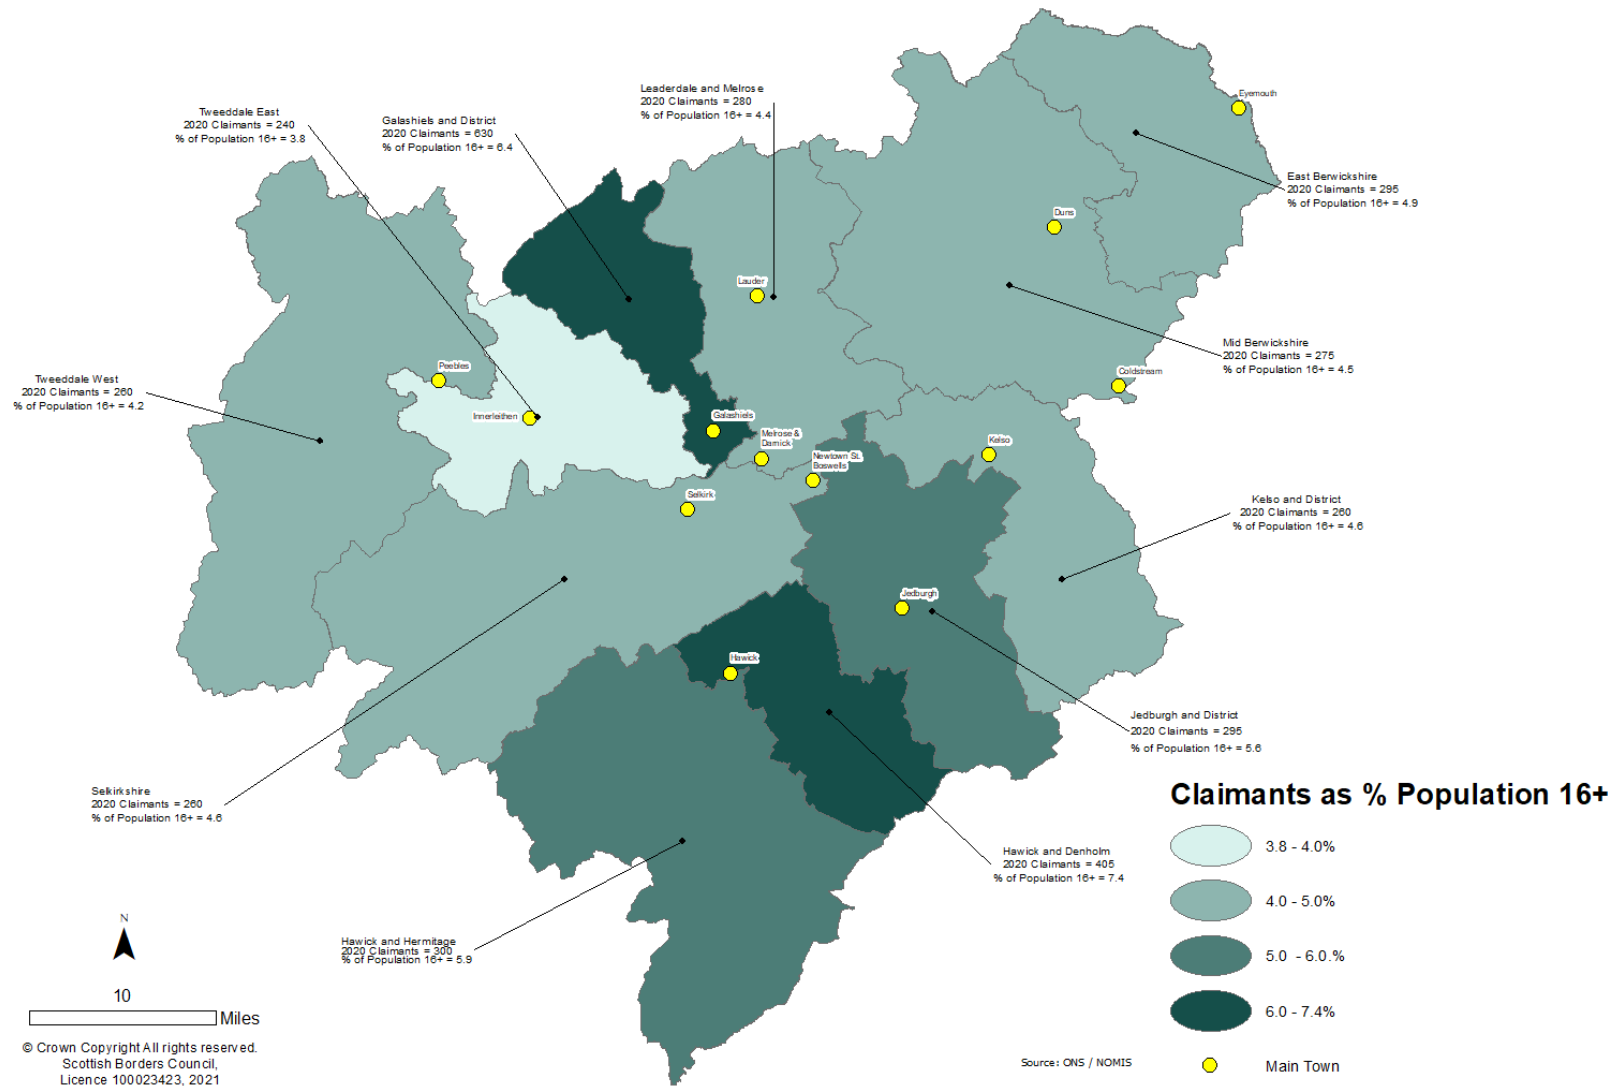 Leaderdale and Melrose
2020 Claimants = 280
% of Population 16+ = 4.4
Tweeddale East
2020 Claimants = 240
% of Population 16+ = 3.8
Galashiels and District
2020 Claimants = 630
% of Population 16+ = 6.4
Eyemouth
East Berwickshire
2020 Claimants = 295
% of Population 16+ = 4.9
Duns
Lauder
Mid Berwickshire
2020 Claimants = 275
% of Population 16+ = 4.5
Coldstream
Peebles
Tweeddale West
2020 Claimants = 260
% of Population 16+ = 4.2
Innerleithen
Galashiels
Melrose &
Darnick
Kelso
Newtown St.
Boswells
Selkirk
Kelso and District
2020 Claimants = 260
% of Population 16+ = 4.6
Jedburgh
Hawick
Jedburgh and District
2020 Claimants = 295
% of Population 16+ = 5.6
Selkirkshire
2020 Claimants = 260
% of Population 16+ = 4.6
Hawick and Denholm
2020 Claimants = 405
% of Population 16+ = 7.4
Hawick and Hermitage
2020 Claimants = 300
% of Population 16+ = 5.9
Claimants as % Population 16+
3.8 - 4.0%
4.0 - 5.0%
5.0 - 6.0.%
6.0 - 7.4%
Main Town
Source: ONS / NOMIS
N
10
Miles
© Crown Copyright All rights reserved.
Scottish Borders Council,
Licence 100023423, 2021